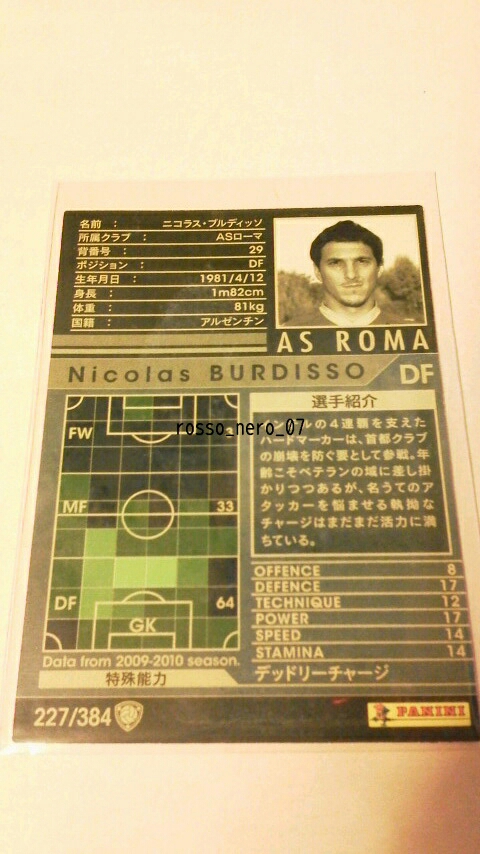 名前 : ニコラス・ブルディッソ
所属クラブ : ASローマ
背番号 : 29
ポジション : DF
生年月日 : 1981/4/12
身長 : 1m82cm
体重 : 81kg
国籍 : アルゼンチン
AS ROMA
Nicolas BURDISSO DF
選手紹介
ルの4連覇を支えた
ハードマーカーは、首都クラブ
の崩壊を防ぐ要として参戦。年
齢こそベテランの域に差し掛
かりつつあるが、名うてのア
タッカーを悩ませる執拗な
チャージはまだまだ活力に満
ちている。
rosso_nero_07
FW
MF 33
DF 64
GK
Data from 2009-2010 season.
OFFENCE 8
DEFENCE 17
TECHNIQUE 12
POWER 17
SPEED 14
STAMINA 14
特殊能力 デッドリーチャージ
227/384
PANINI